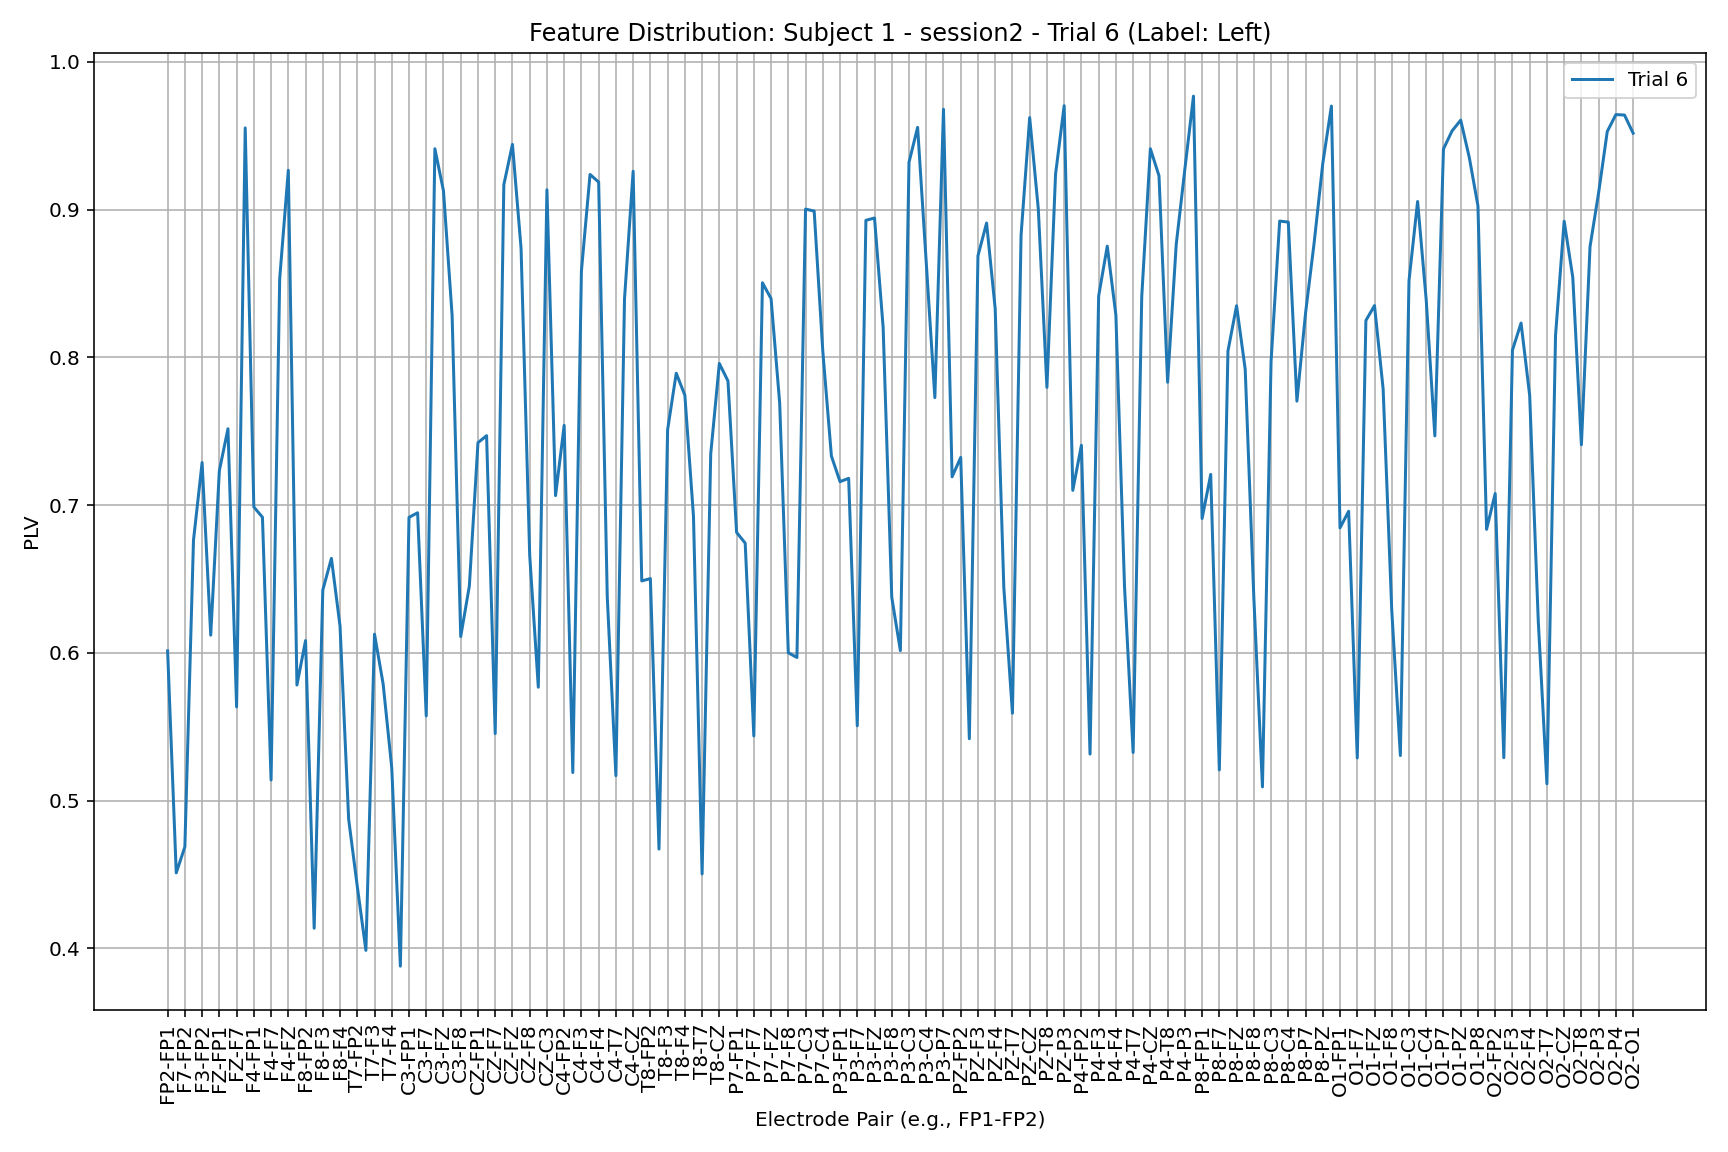 Feature Distribution: Subject 1 - session2 - Trial 6 (Label: Left)
Trial 6
PLV
1.0
0.9
0.8
0.7
0.6
0.5
0.4
FP2-FP1
F7-FP2
F3-FP2
FZ-FP1
FZ-F7
F4-FP1
F4-F7
F4-FZ
F8-FP2
F8-F3
F8-F4
T7-FP2
T7-F3
T7-F4
C3-FP1
C3-F7
C3-FZ
C3-F8
CZ-FP1
CZ-F7
CZ-FZ
CZ-F8
CZ-C3
C4-FP2
C4-F3
C4-F4
C4-T7
C4-CZ
T8-FP2
T8-F3
T8-F4
T8-T7
T8-CZ
P7-FP1
P7-F7
P7-FZ
P7-F8
P7-C3
P7-C4
P3-FP1
P3-F7
P3-FZ
P3-F8
P3-C3
P3-C4
P3-P7
PZ-FP2
PZ-F3
PZ-F4
PZ-T7
PZ-CZ
PZ-T8
PZ-P3
P4-FP2
P4-F3
P4-F4
P4-T7
P4-CZ
P4-T8
P4-P3
P8-FP1
P8-F7
P8-FZ
P8-F8
P8-C3
P8-C4
P8-P7
P8-PZ
O1-FP1
O1-F7
O1-FZ
O1-F8
O1-C3
O1-C4
O1-P7
O1-PZ
O1-P8
O2-FP2
O2-F3
O2-F4
O2-T7
O2-CZ
O2-T8
O2-P3
O2-P4
O2-O1
Electrode Pair (e.g., FP1-FP2)